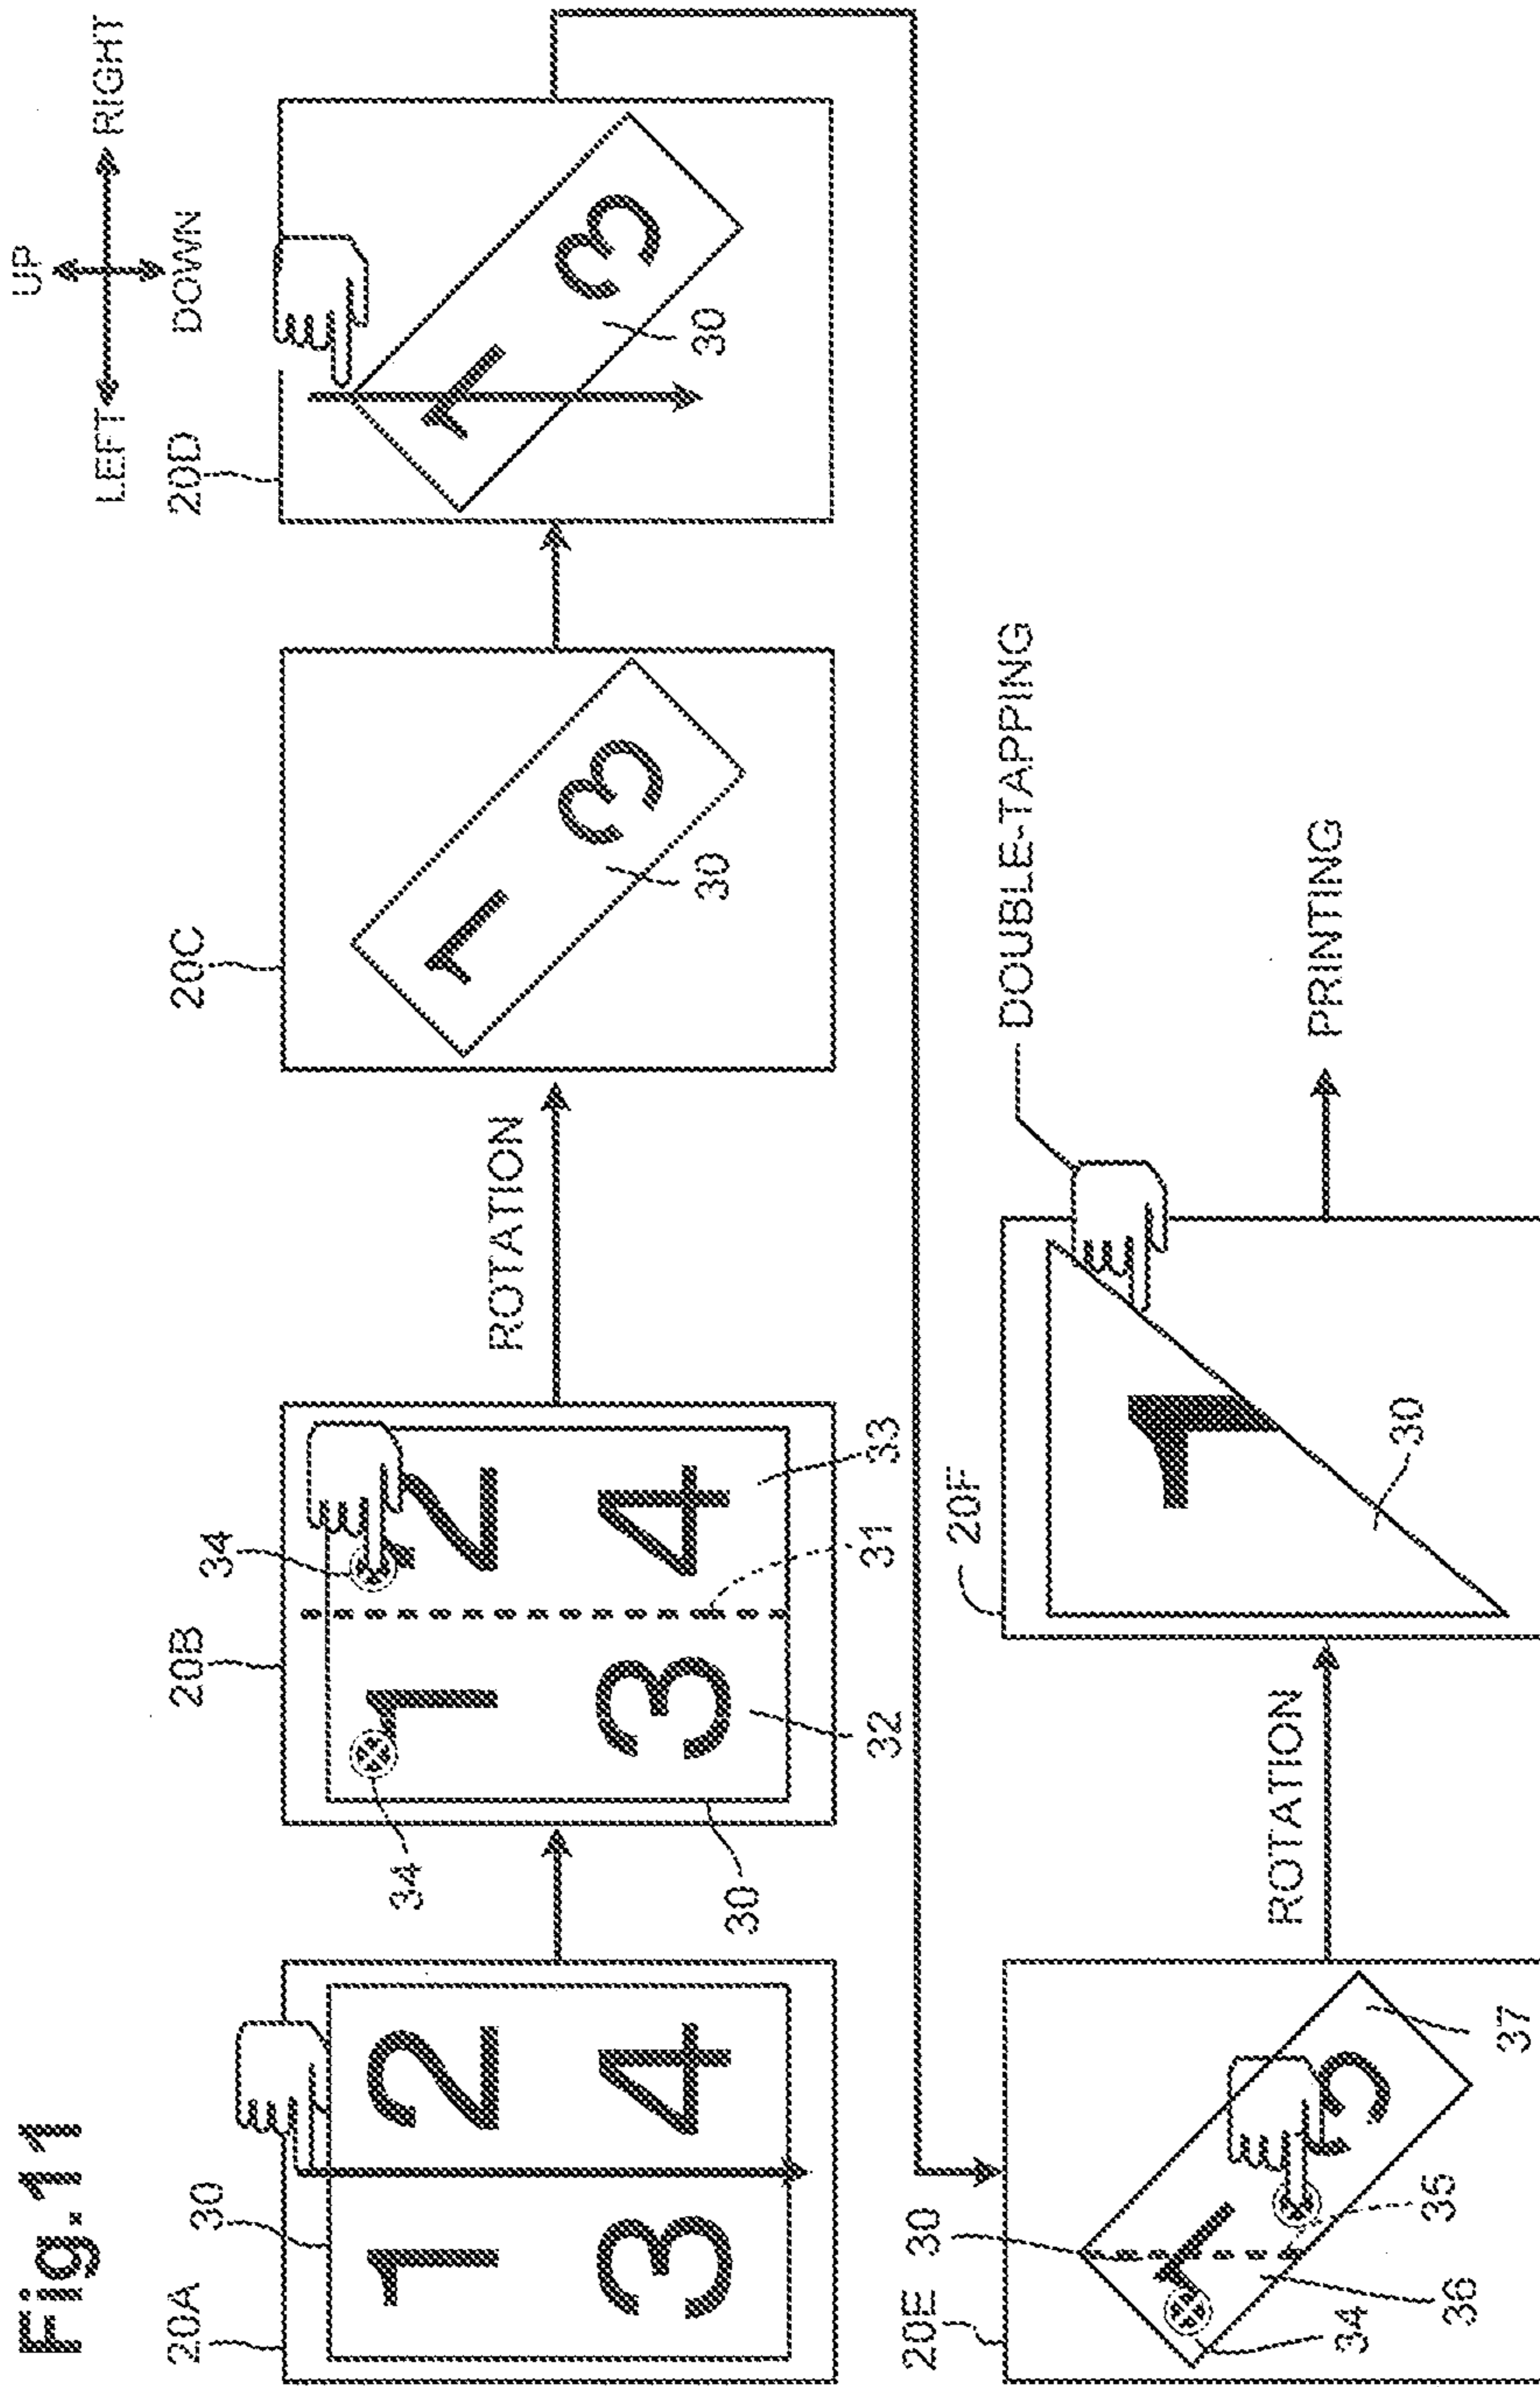 Fig.11
UP
LEFT
RIGHT
DOWN
20A
30
1 2
3 4
20B
34
34
1 2
3 4
30
32
31
33
ROTATION
20C
1
3
30
20D
1
3
30
20E
30
1
3
34
36
35
37
ROTATION
20F
1
30
DOUBLE-TAPPING
PRINTING